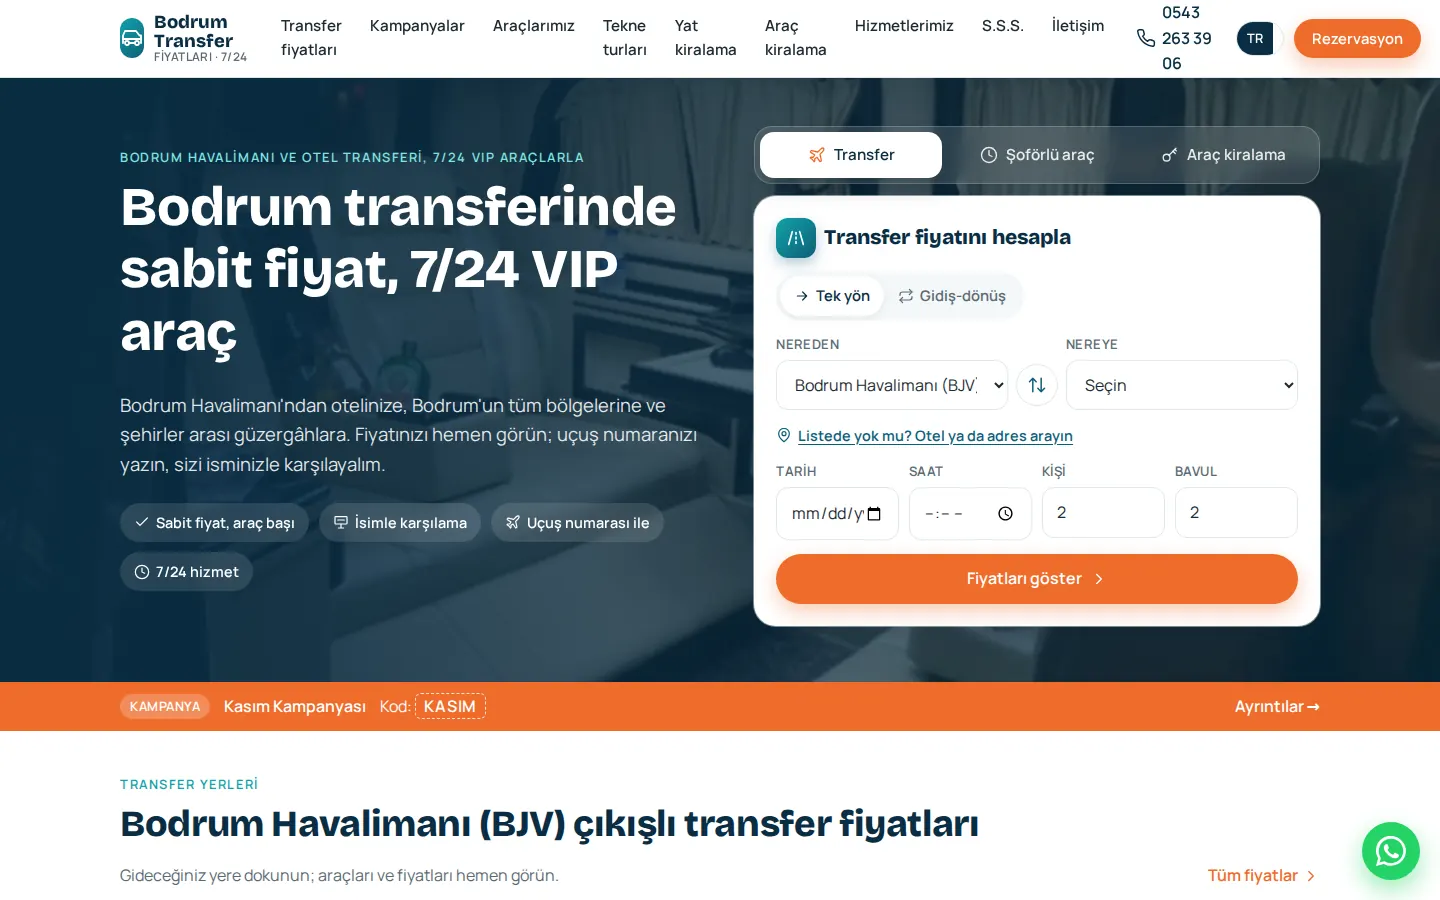 Bodrum
Transfer
FİYATLARI · 7/24
Transfer
fiyatları
Kampanyalar
Araçlarımız
Tekne
turları
Yat
kiralama
Araç
kiralama
Hizmetlerimiz
S.S.S.
İletişim
0543
263 39
06
TR
Rezervasyon
BODRUM HAVALİMANI VE OTEL TRANSFERİ, 7/24 VIP ARAÇLARLA
Bodrum transferinde
sabit fiyat, 7/24 VIP
araç
Bodrum Havalimanı'ndan otelinize, Bodrum'un tüm bölgelerine ve
şehirler arası güzergâhlara. Fiyatınızı hemen görün; uçuş numaranızı
yazın, sizi isminizle karşılayalım.
Sabit fiyat, araç başı
İsimle karşılama
Uçuş numarası ile
7/24 hizmet
Transfer
Şoförlü araç
Araç kiralama
Transfer fiyatını hesapla
Tek yön
Gidiş-dönüş
NEREDEN
NEREYE
Bodrum Havalimanı (BJV)
Seçin
Listede yok mu? Otel ya da adres arayın
TARİH
SAAT
KİŞİ
BAVUL
mm/dd/y
--:-- --
2
2
Fiyatları göster
KAMPANYA
Kasım Kampanyası
Kod: KASIM
Ayrıntılar →
TRANSFER YERLERİ
Bodrum Havalimanı (BJV) çıkışlı transfer fiyatları
Gideceğiniz yere dokunun; araçları ve fiyatları hemen görün.
Tüm fiyatlar